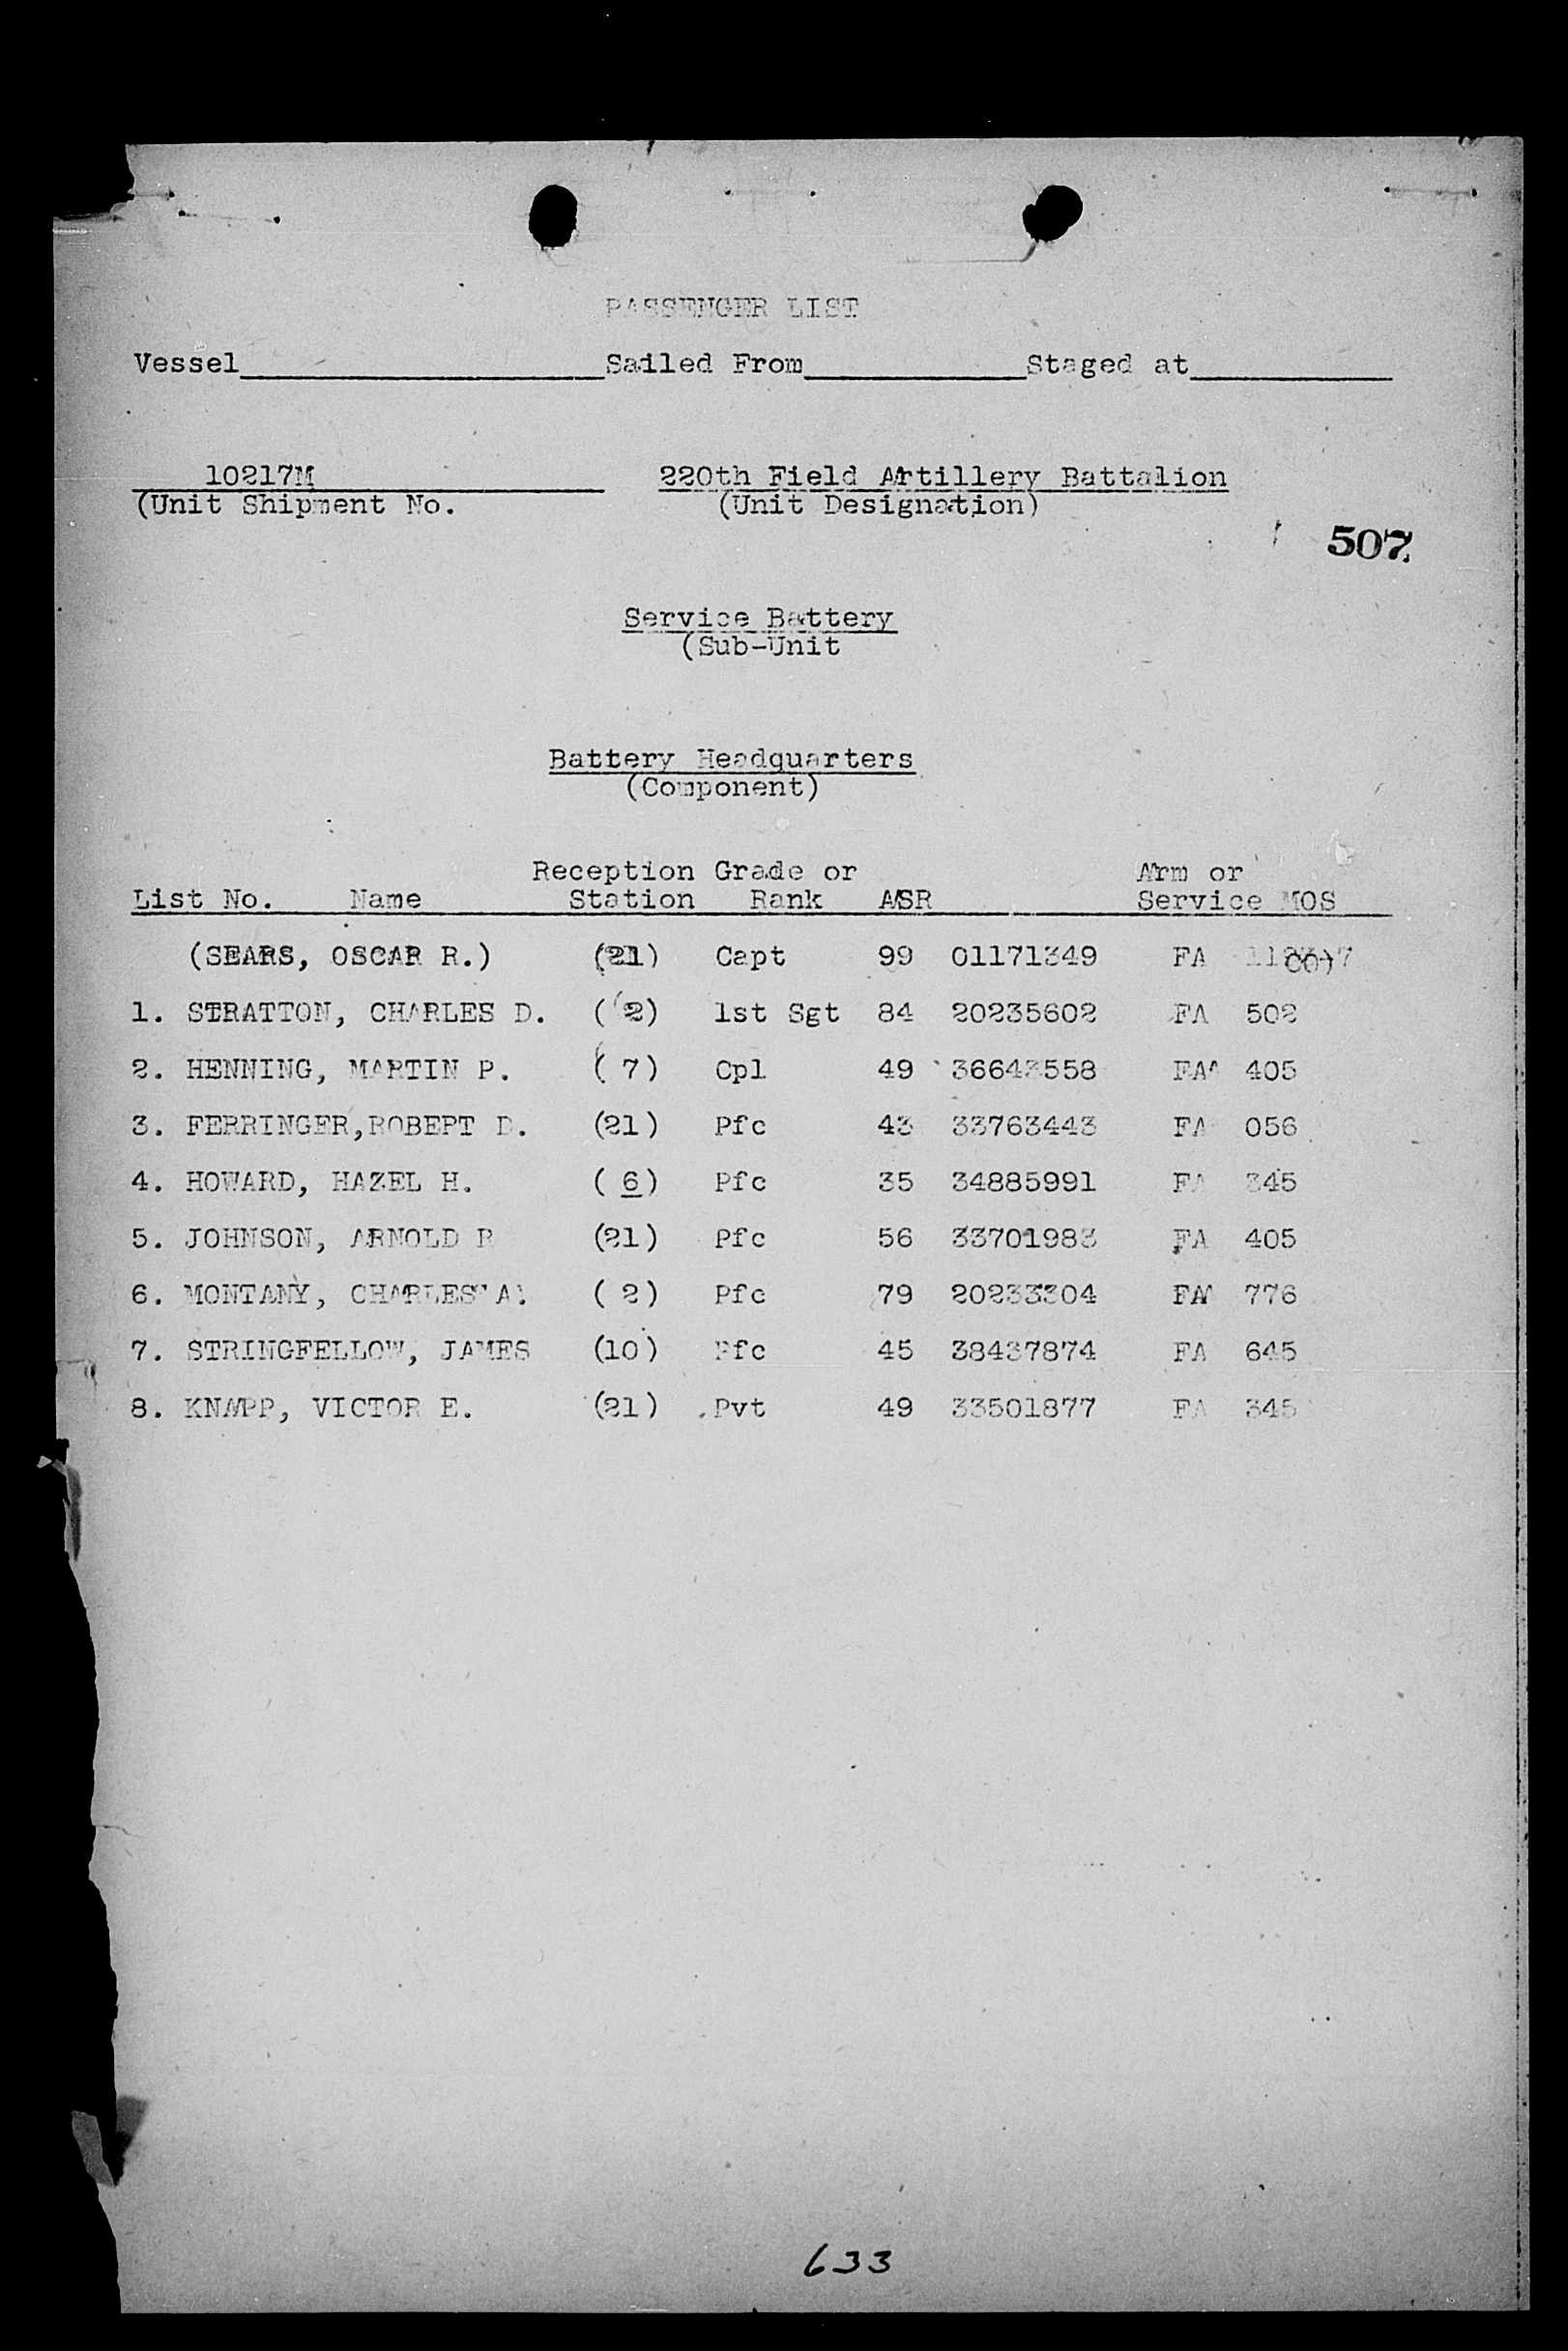 PASSENGER LIST
Vessel____________________Sailed From____________Staged at___________
10217M 220th Field Artillery Battalion
(Unit Shipment No. (Unit Designation)
507
Service Battery
(Sub-Unit
Battery Headquarters
(Component)
Reception Grade or Arm or
List No. Name Station Rank ASR Service MOS
(SEARS, OSCAR R.) (21) Capt 99 01171349 FA
1. STRATTON, CHARLES D. ( 2) 1st Sgt 84 20235602 FA 502
2. HENNING, MARTIN P. ( 7) Cpl 49 36643558 FA 405
3. FERRINGER,ROBERT D. (21) Pfc 43 33763443 FA 056
4. HOWARD, HAZEL H. ( 6) Pfc 35 34885991 FA 345
5. JOHNSON, ARNOLD R (21) Pfc 56 33701983 FA 405
6. MONTANY, CHARLES A. ( 2) Pfc 79 20233304 FA 776
7. STRINGFELLOW, JAMES (10) Pfc 45 38437874 FA 645
8. KNAPP, VICTOR E. (21) Pvt 49 33501877 FA 345
633